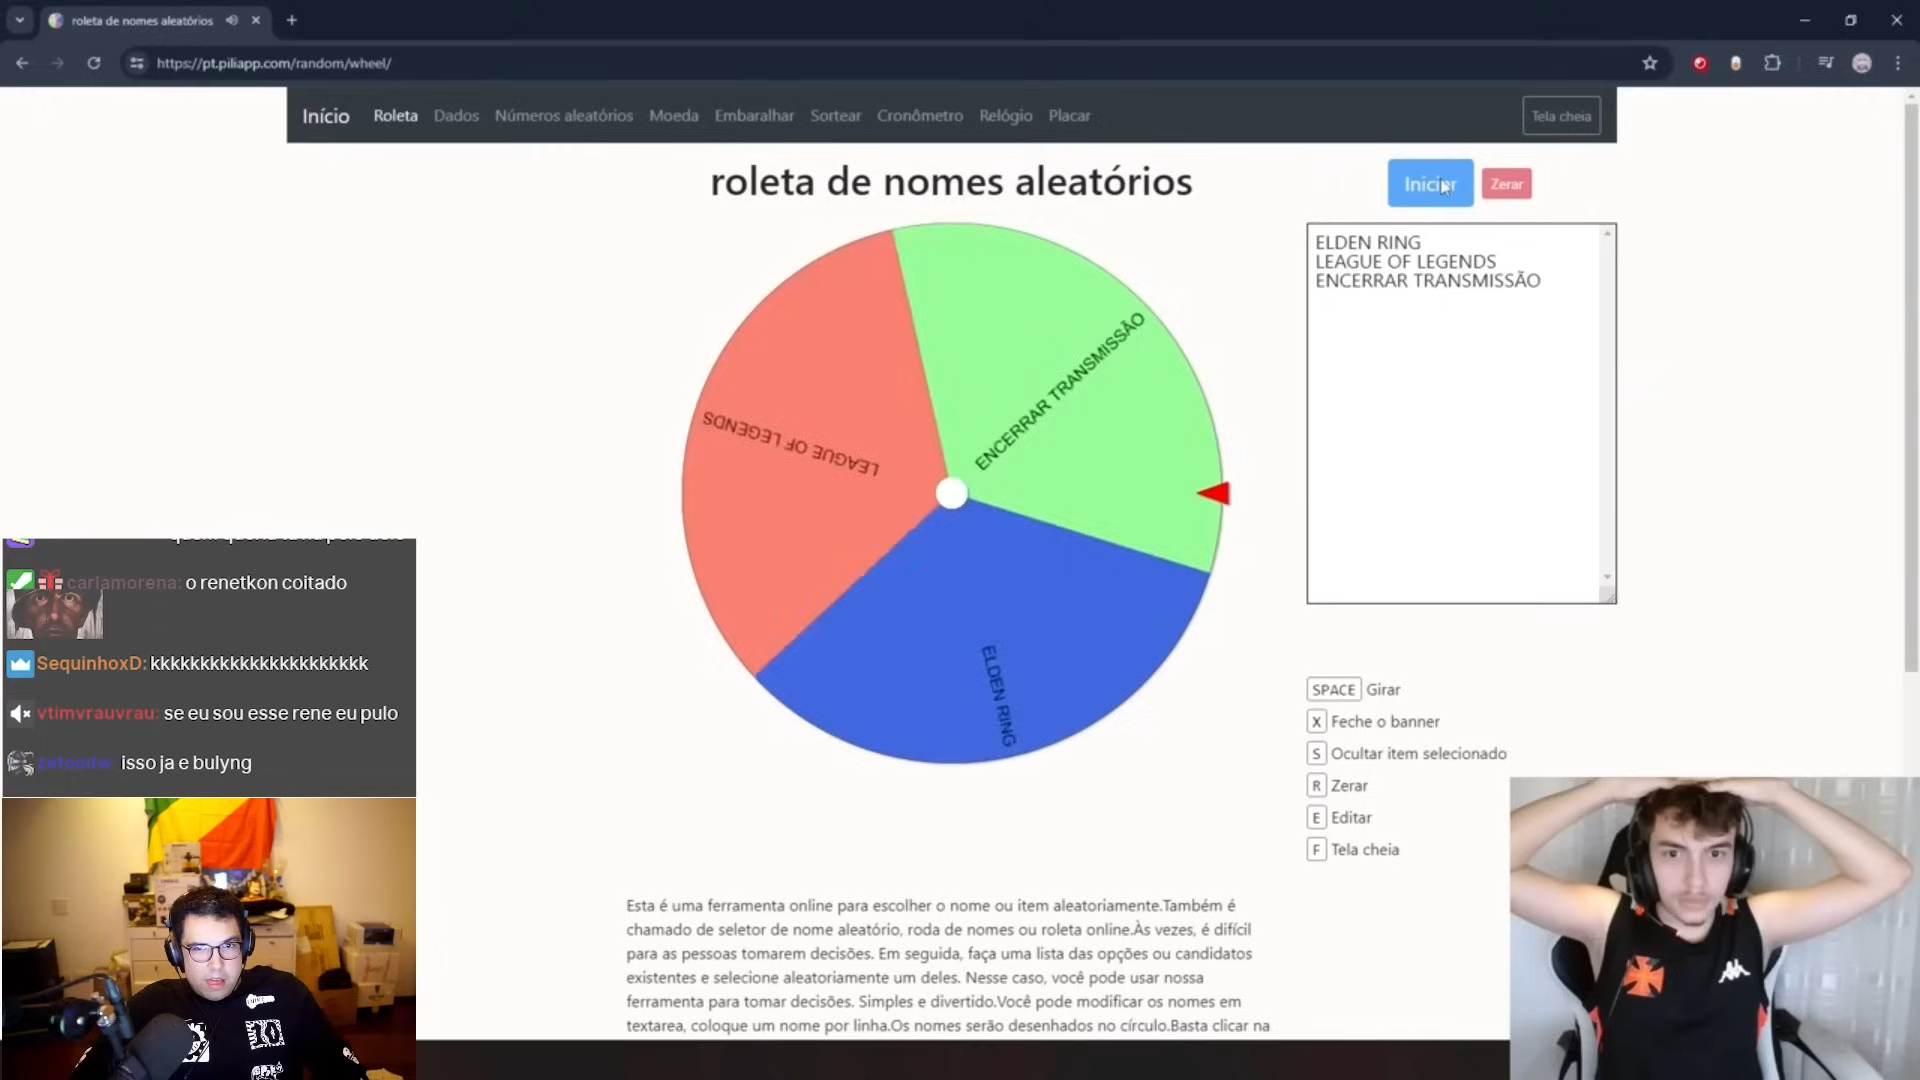 roleta de nomes aleatórios
https://pt.piliapp.com/random/wheel/
Início Roleta Dados Números aleatórios Moeda Embaralhar Sortear Cronômetro Relógio Placar Tela cheia
roleta de nomes aleatórios
Iniciar Zerar
ELDEN RING
LEAGUE OF LEGENDS
ENCERRAR TRANSMISSÃO
ENCERRAR TRANSMISSÃO
LEAGUE OF LEGENDS
ELDEN RING
SPACE Girar
X Feche o banner
S Ocultar item selecionado
R Zerar
E Editar
F Tela cheia
carlamorena: o renetkon coitado
SequinhoxD: kkkkkkkkkkkkkkkkkkkkkk
vtimvrauvrau: se eu sou esse rene eu pulo
isso ja e bulyng
Esta é uma ferramenta online para escolher o nome ou item aleatoriamente.Também é
chamado de seletor de nome aleatório, roda de nomes ou roleta online.Às vezes, é difícil
para as pessoas tomarem decisões. Em seguida, faça uma lista das opções ou candidatos
existentes e selecione aleatoriamente um deles. Nesse caso, você pode usar nossa
ferramenta para tomar decisões. Simples e divertido.Você pode modificar os nomes em
textarea, coloque um nome por linha.Os nomes serão desenhados no círculo.Basta clicar na